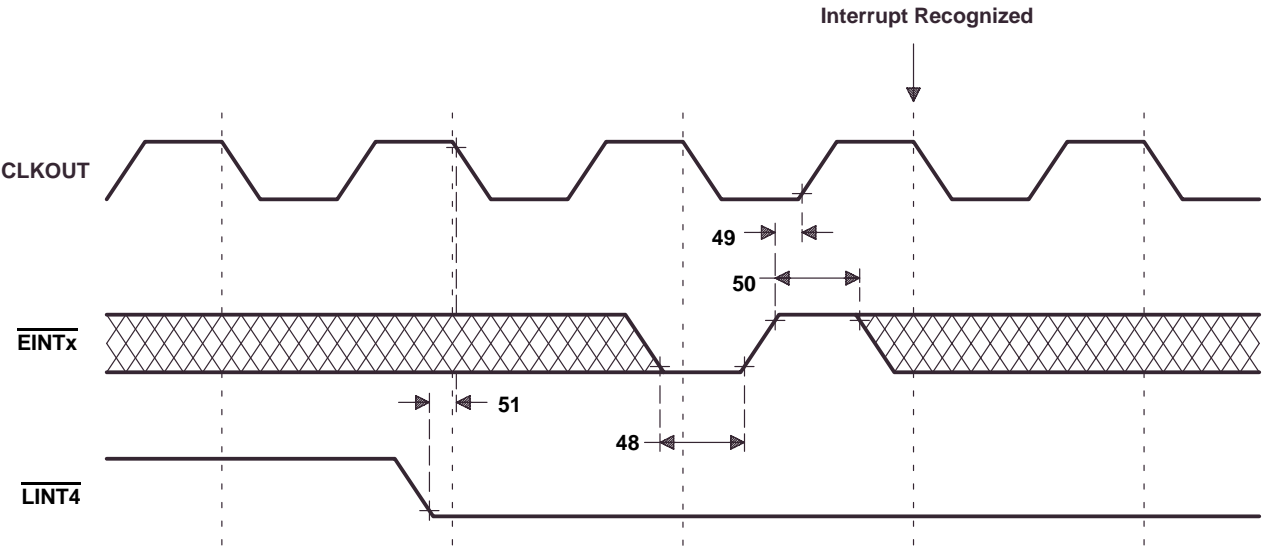 Interrupt Recognized
CLKOUT
49
50
EINTx
51
48
LINT4